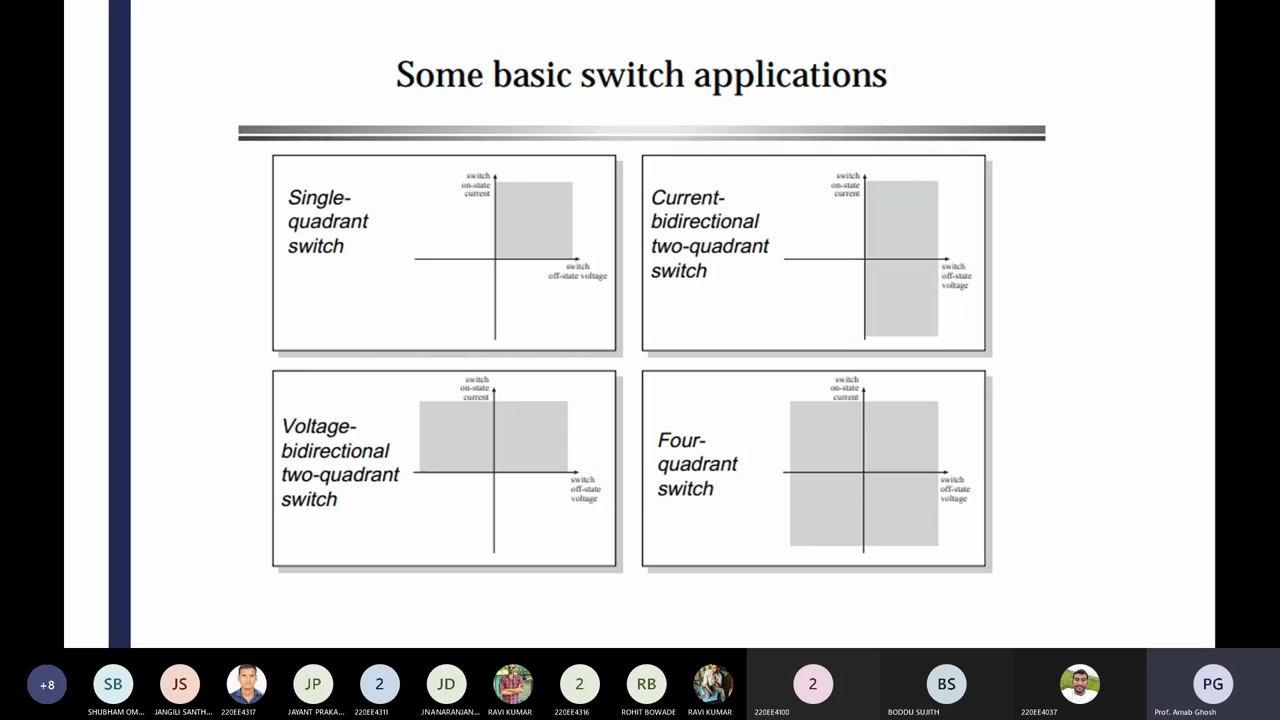 Some basic switch applications
Single-
quadrant
switch
switch
on-state
current
switch
off-state voltage
Current-
bidirectional
two-quadrant
switch
switch
on-state
current
switch
off-state
voltage
Voltage-
bidirectional
two-quadrant
switch
switch
on-state
current
switch
off-state
voltage
Four-
quadrant
switch
switch
on-state
current
switch
off-state
voltage
+8
SB
JS
JP
2
JD
2
RB
2
BS
PG
SHUBHAM OM...
JANGILI SANTH...
220EE4317
JAYANT PRAKA...
220EE4311
JNANARANJAN...
RAVI KUMAR
220EE4316
ROHIT BOWADE
RAVI KUMAR
220EE4100
BODDU SUJITH
220EE4037
Prof. Arnab Ghosh